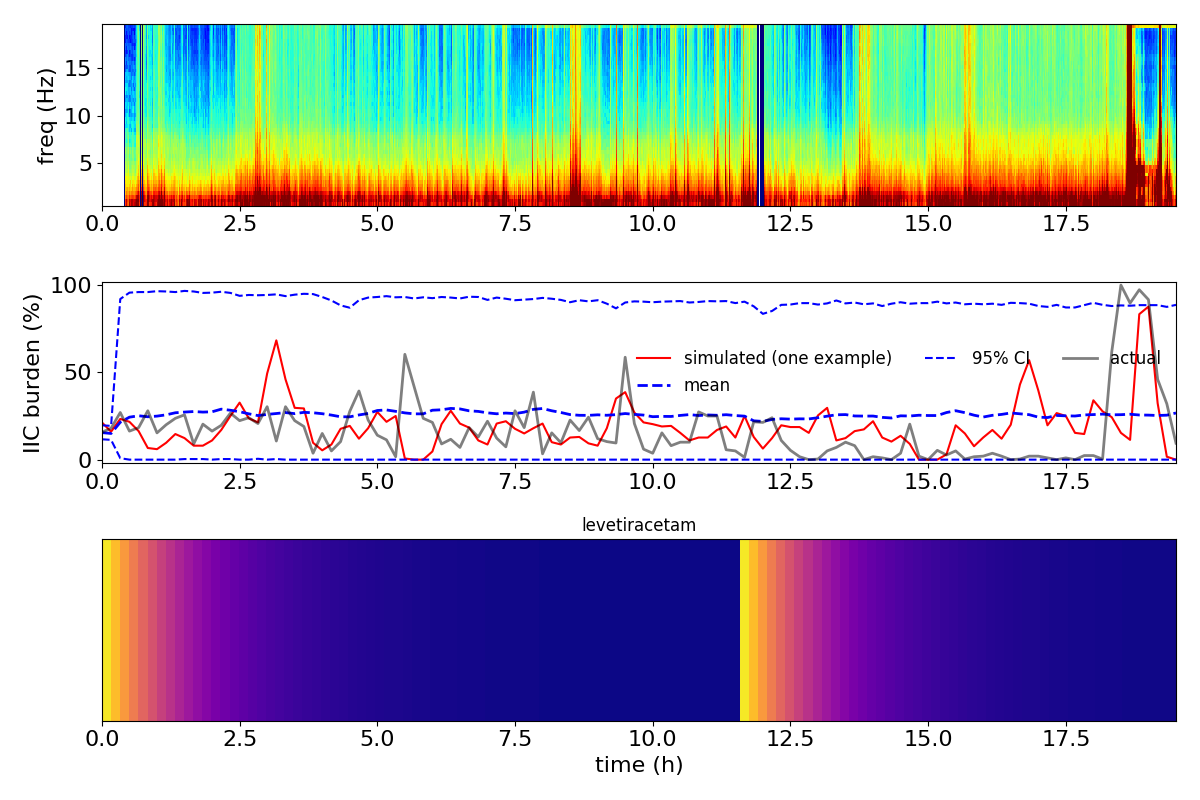 freq (Hz)
15
10
5
0.0 2.5 5.0 7.5 10.0 12.5 15.0 17.5
IIC burden (%)
100
50
0
simulated (one example) 95% CI actual
mean
0.0 2.5 5.0 7.5 10.0 12.5 15.0 17.5
levetiracetam
0.0 2.5 5.0 7.5 10.0 12.5 15.0 17.5
time (h)